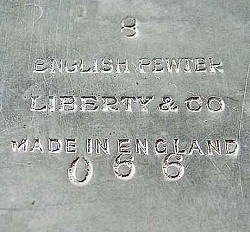 8
ENGLISH PEWTER
LIBERTY & CO
MADE IN ENGLAND
066